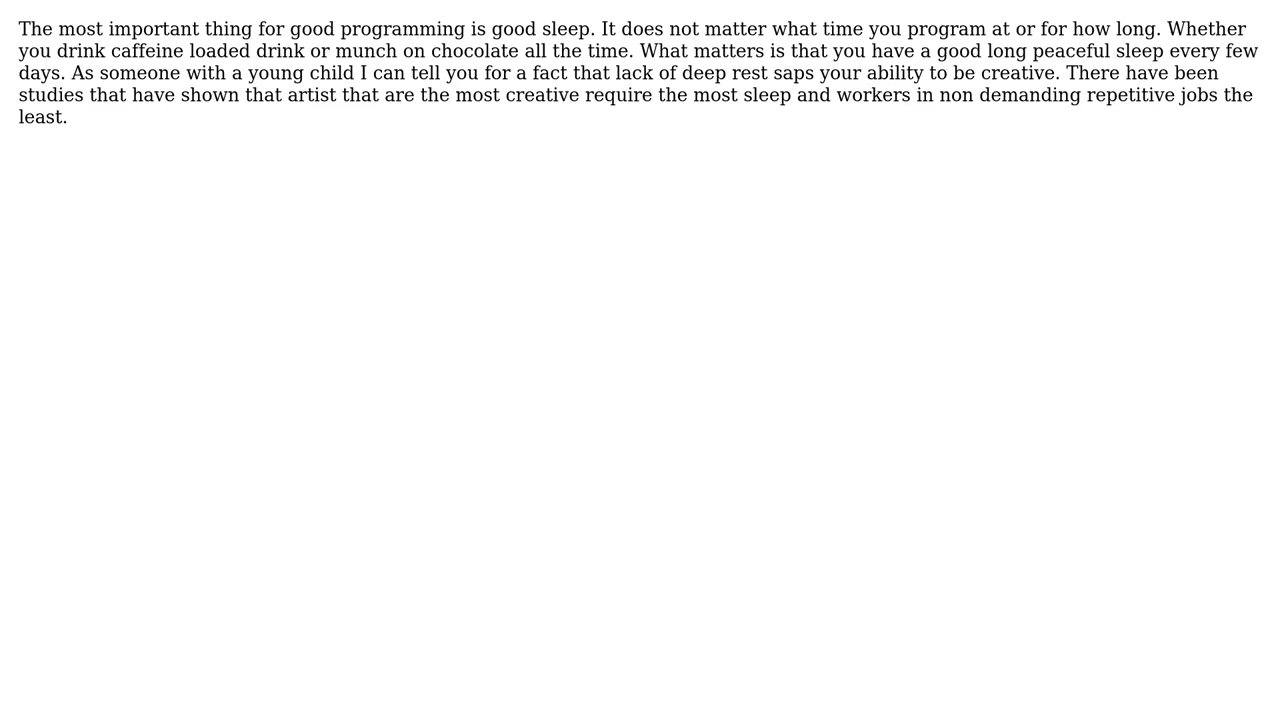 The most important thing for good programming is good sleep. It does not matter what time you program at or for how long. Whether
you drink caffeine loaded drink or munch on chocolate all the time. What matters is that you have a good long peaceful sleep every few
days. As someone with a young child I can tell you for a fact that lack of deep rest saps your ability to be creative. There have been
studies that have shown that artist that are the most creative require the most sleep and workers in non demanding repetitive jobs the
least.